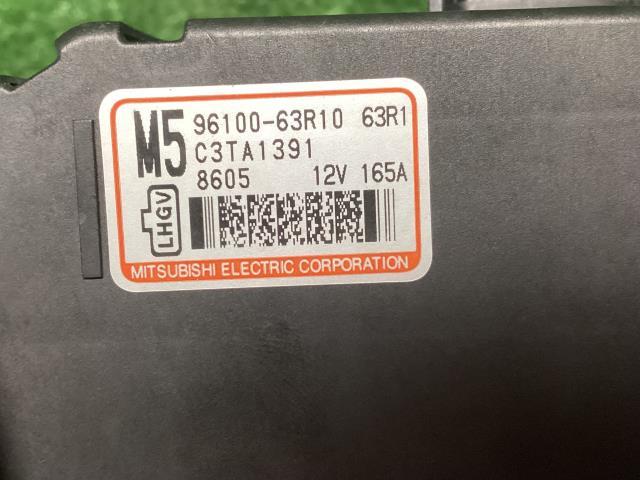 M5 96100-63R10 63R1
C3TA1391
8605 12V 165A
LHGV
MITSUBISHI ELECTRIC CORPORATION